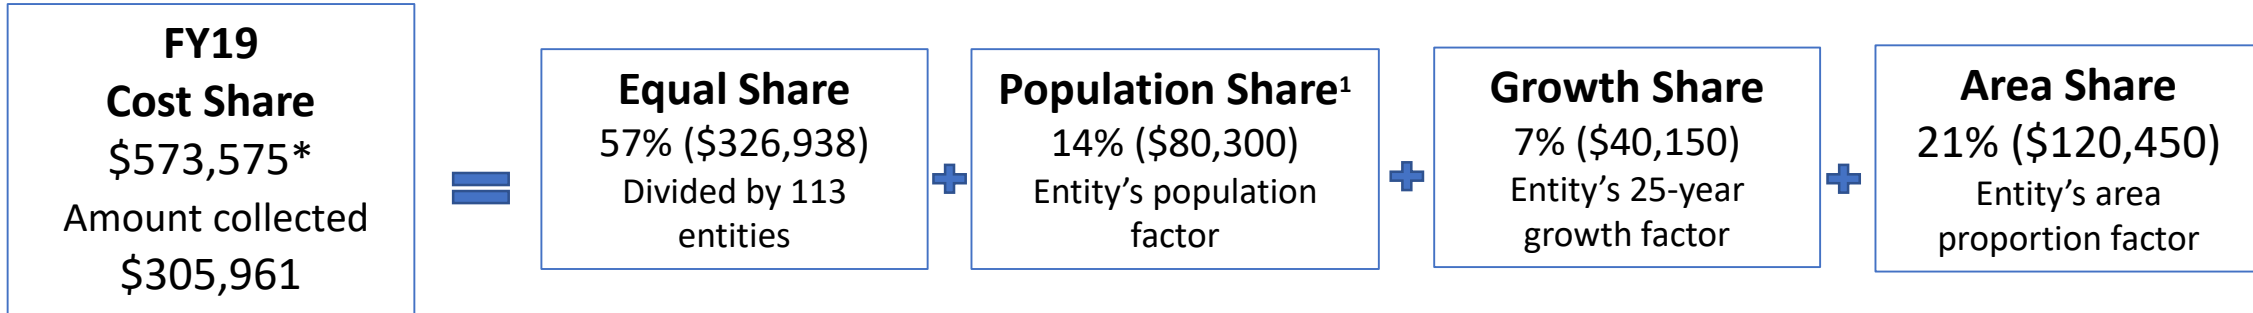 FY19
Cost Share
$573,575*
Amount collected
$305,961
Equal Share
57% ($326,938)
Divided by 113
entities
Population Share¹
14% ($80,300)
Entity’s population
factor
Growth Share
7% ($40,150)
Entity’s 25-year
growth factor
Area Share
21% ($120,450)
Entity’s area
proportion factor